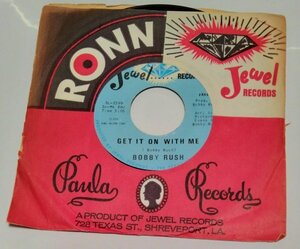 RONN
Jewel
RECORDS
Jewel
RECORDS
GET IT ON WITH ME
BOBBY RUSH
Paula Records
A PRODUCT OF JEWEL RECORDS
728 TEXAS ST., SHREVEPORT, LA.